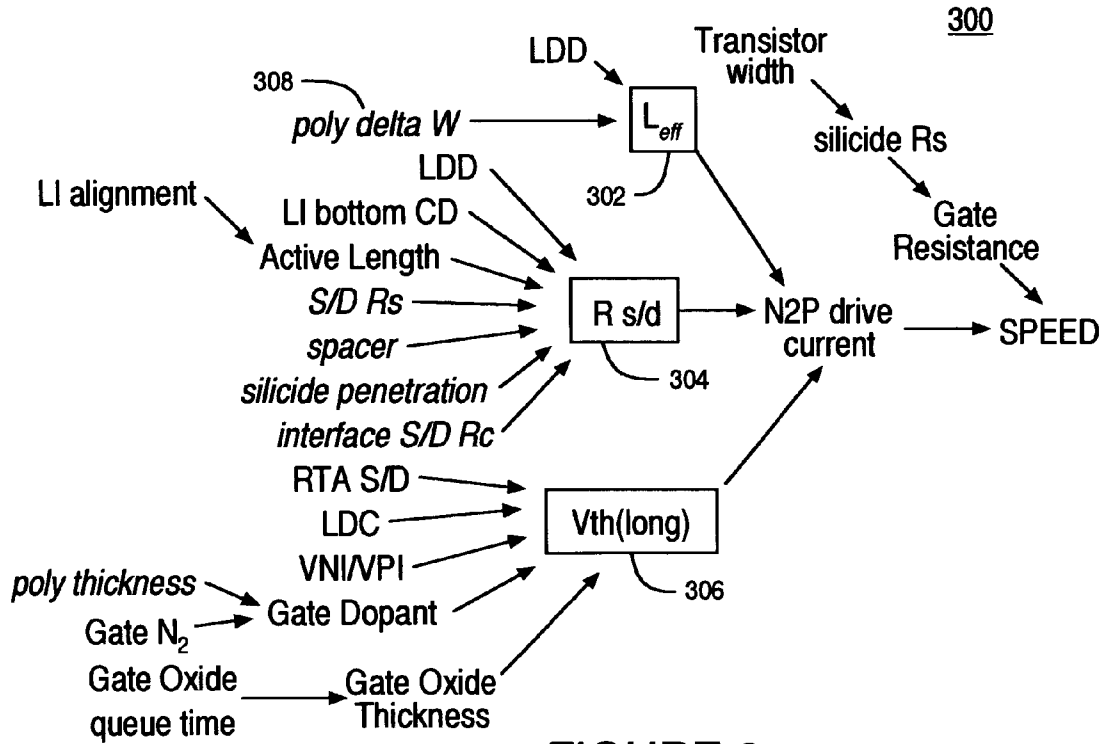 300
LDD
Transistor
width
308
poly delta W
Leff
silicide Rs
LDD
302
LI alignment
LI bottom CD
Gate
Resistance
Active Length
S/D Rs
R s/d
N2P drive
current
SPEED
spacer
304
silicide penetration
interface S/D Rc
RTA S/D
LDC
Vth(long)
VNI/VPI
306
poly thickness
Gate Dopant
Gate N2
Gate Oxide
queue time
Gate Oxide
Thickness